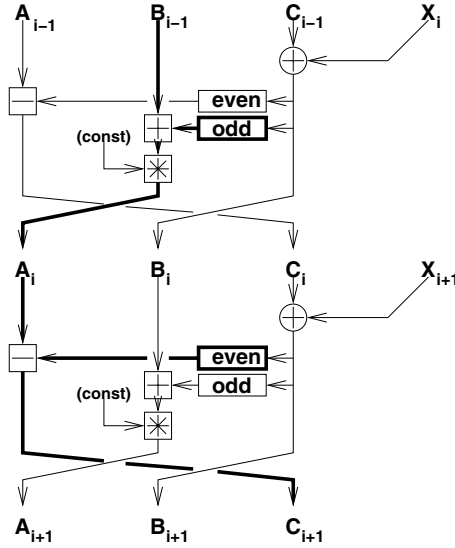 A_{i−1} B_{i−1} C_{i−1} X_i
even
odd
(const)
A_i B_i C_i X_{i+1}
even
odd
(const)
A_{i+1} B_{i+1} C_{i+1}